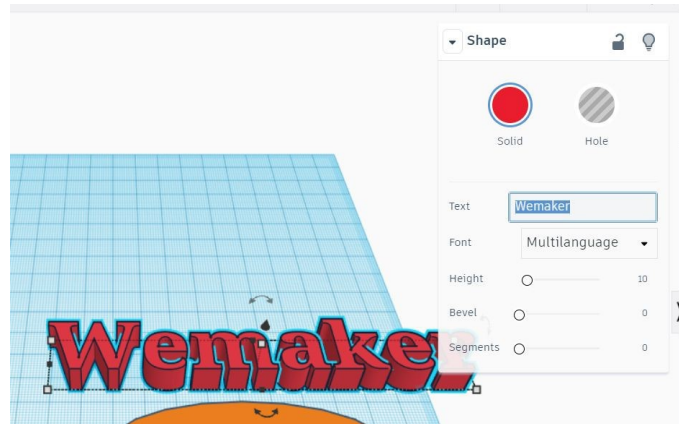 Shape
Solid Hole
Text Wemaker
Font Multilanguage
Height 10
Bevel 0
Segments 0
Wemaker